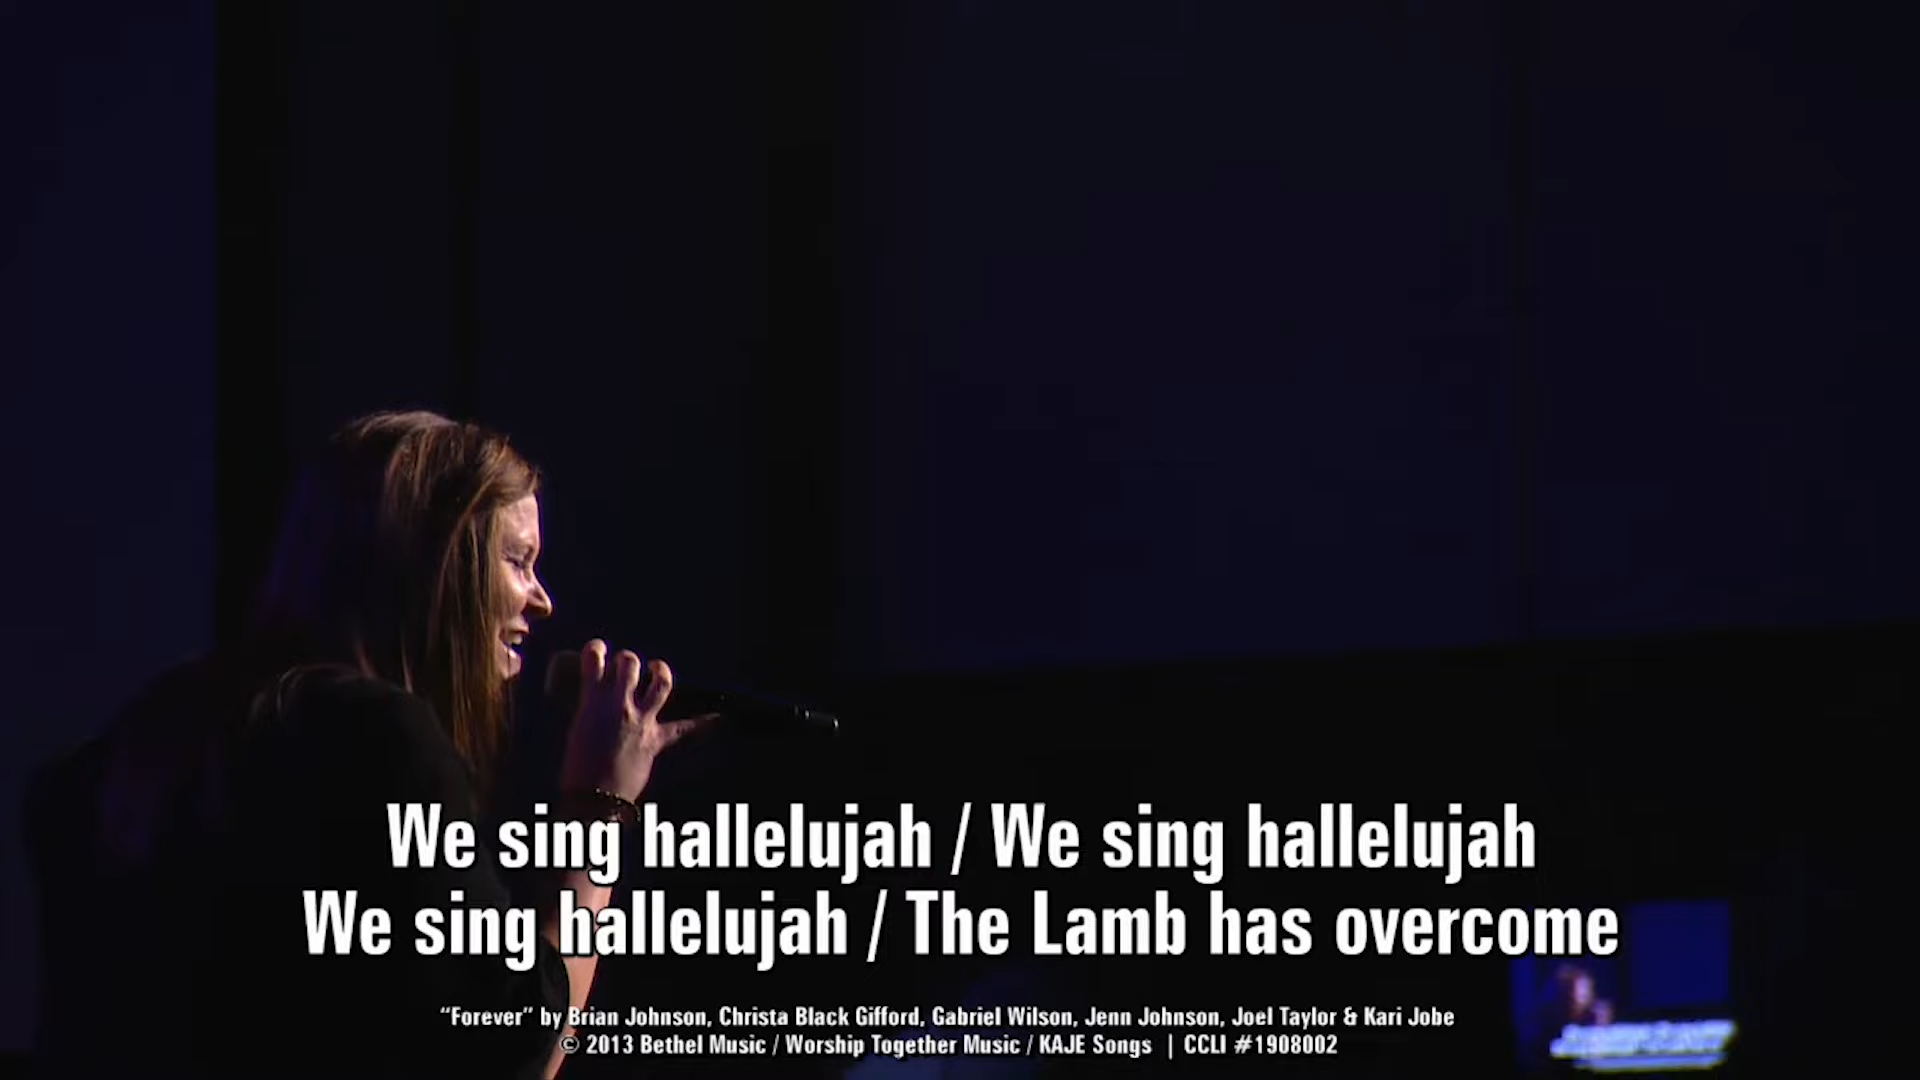 We sing hallelujah / We sing hallelujah
We sing hallelujah / The Lamb has overcome
“Forever” by Brian Johnson, Christa Black Gifford, Gabriel Wilson, Jenn Johnson, Joel Taylor & Kari Jobe
© 2013 Bethel Music / Worship Together Music / KAJE Songs | CCLI #1908002